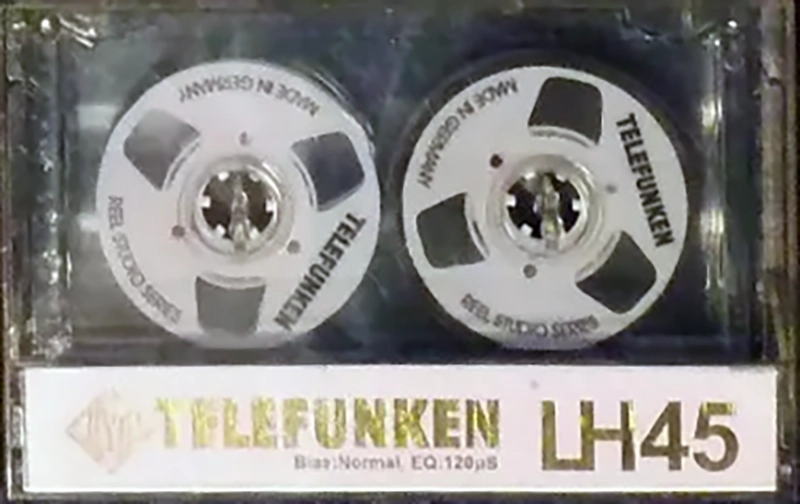 MADE IN GERMANY
TELEFUNKEN
REEL STUDIO SERIES
MADE IN GERMANY
TELEFUNKEN
REEL STUDIO SERIES
TELEFUNKEN
LH45
Bias:Normal, EQ:120µS